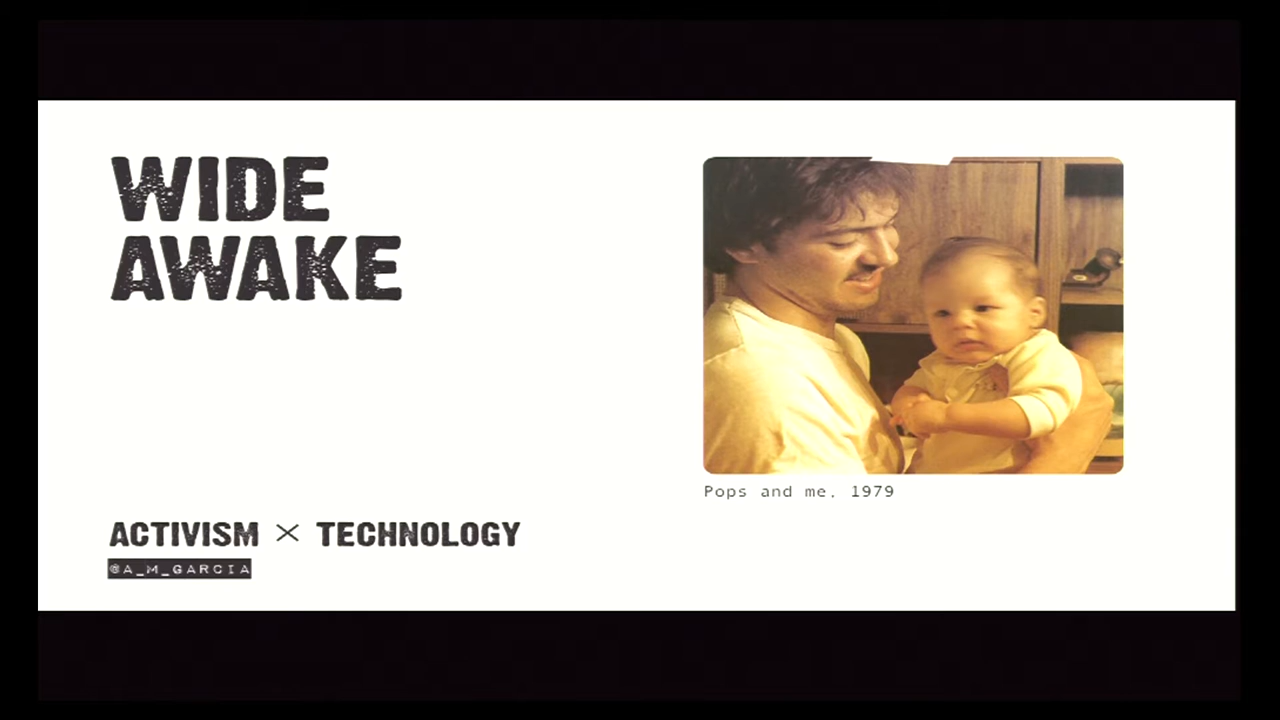 WIDE
AWAKE
Pops and me. 1979
ACTIVISM × TECHNOLOGY
@A_M_GARCIA